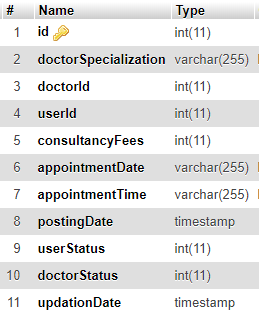 # Name Type
1 id int(11)
2 doctorSpecialization varchar(255)
3 doctorId int(11)
4 userId int(11)
5 consultancyFees int(11)
6 appointmentDate varchar(255)
7 appointmentTime varchar(255)
8 postingDate timestamp
9 userStatus int(11)
10 doctorStatus int(11)
11 updationDate timestamp